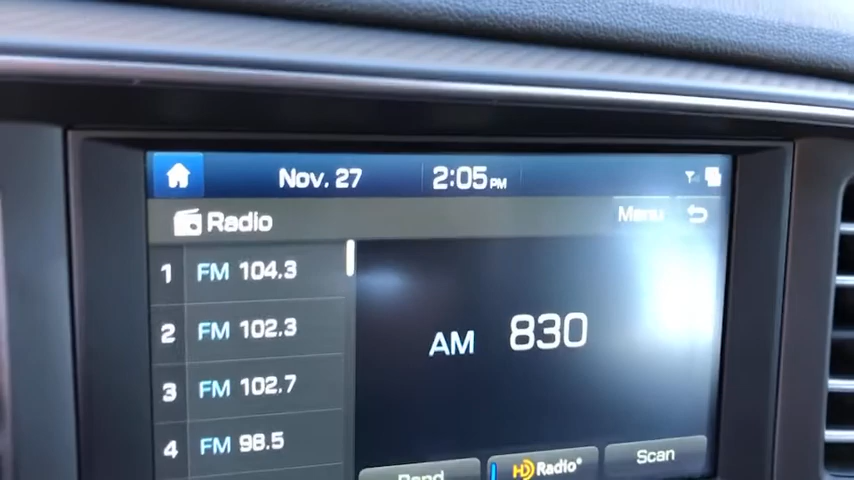 Nov. 27 2:05 PM
Radio Menu
1 FM 104.3
2 FM 102.3
AM 830
3 FM 102.7
4 FM 98.5
Band HD Radio Scan